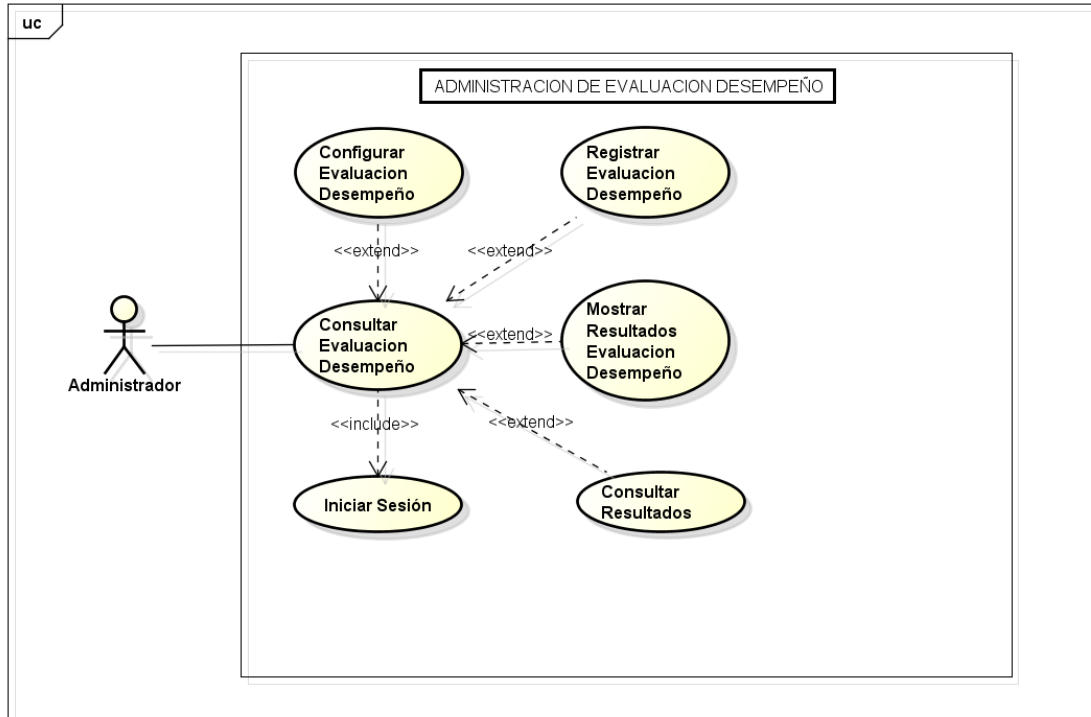 uc
ADMINISTRACION DE EVALUACION DESEMPEÑO
Configurar
Evaluacion
Desempeño
Registrar
Evaluacion
Desempeño
<<extend>>
<<extend>>
Consultar
Evaluacion
Desempeño
<<extend>>
Mostrar
Resultados
Evaluacion
Desempeño
Administrador
<<include>>
<<extend>>
Iniciar Sesión
Consultar
Resultados